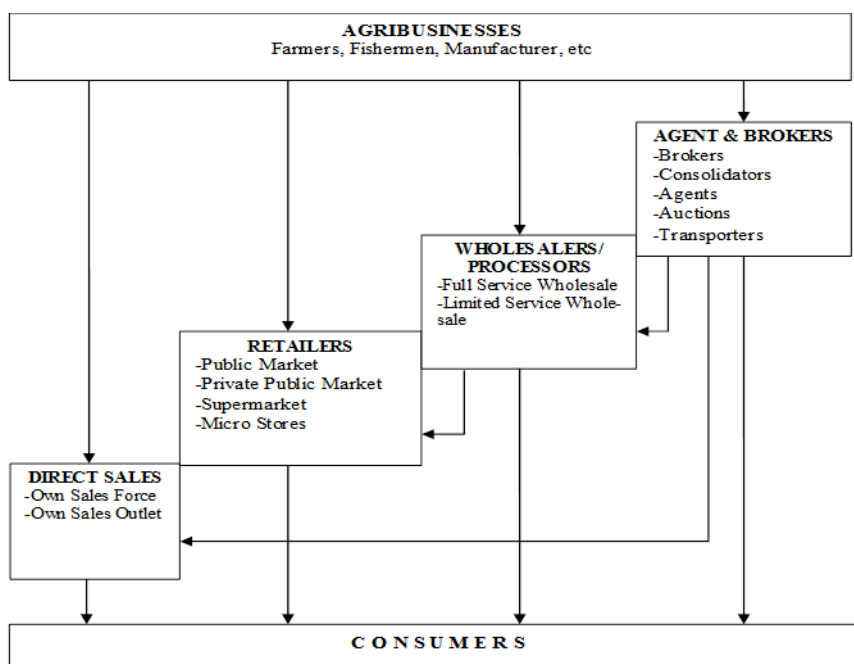 AGRIBUSINESSES
Farmers, Fishermen, Manufacturer, etc
AGENT & BROKERS
-Brokers
-Consolidators
-Agents
-Auctions
-Transporters
WHOLESALERS/
PROCESSORS
-Full Service Wholesale
-Limited Service Whole-
sale
RETAILERS
-Public Market
-Private Public Market
-Supermarket
-Micro Stores
DIRECT SALES
-Own Sales Force
-Own Sales Outlet
CONSUMERS